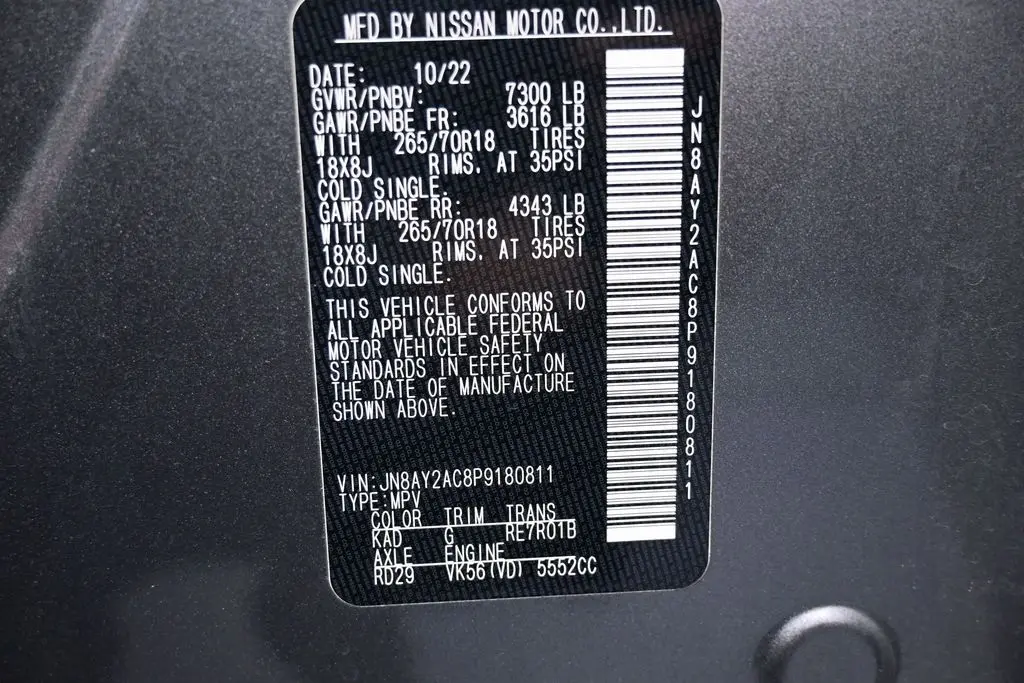 MFD BY NISSAN MOTOR CO.,LTD.
DATE: 10/22
GVWR/PNBV: 7300 LB
GAWR/PNBE FR: 3616 LB
WITH 265/70R18 TIRES
18X8J RIMS, AT 35PSI
COLD SINGLE.
GAWR/PNBE RR: 4343 LB
WITH 265/70R18 TIRES
18X8J RIMS, AT 35PSI
COLD SINGLE.
THIS VEHICLE CONFORMS TO
ALL APPLICABLE FEDERAL
MOTOR VEHICLE SAFETY
STANDARDS IN EFFECT ON
THE DATE OF MANUFACTURE
SHOWN ABOVE.
VIN:JN8AY2AC8P9180811
TYPE:MPV
COLOR TRIM TRANS
KAD G RE7R01B
AXLE ENGINE
RD29 VK56(VD) 5552CC
JN8AY2AC8P9180811